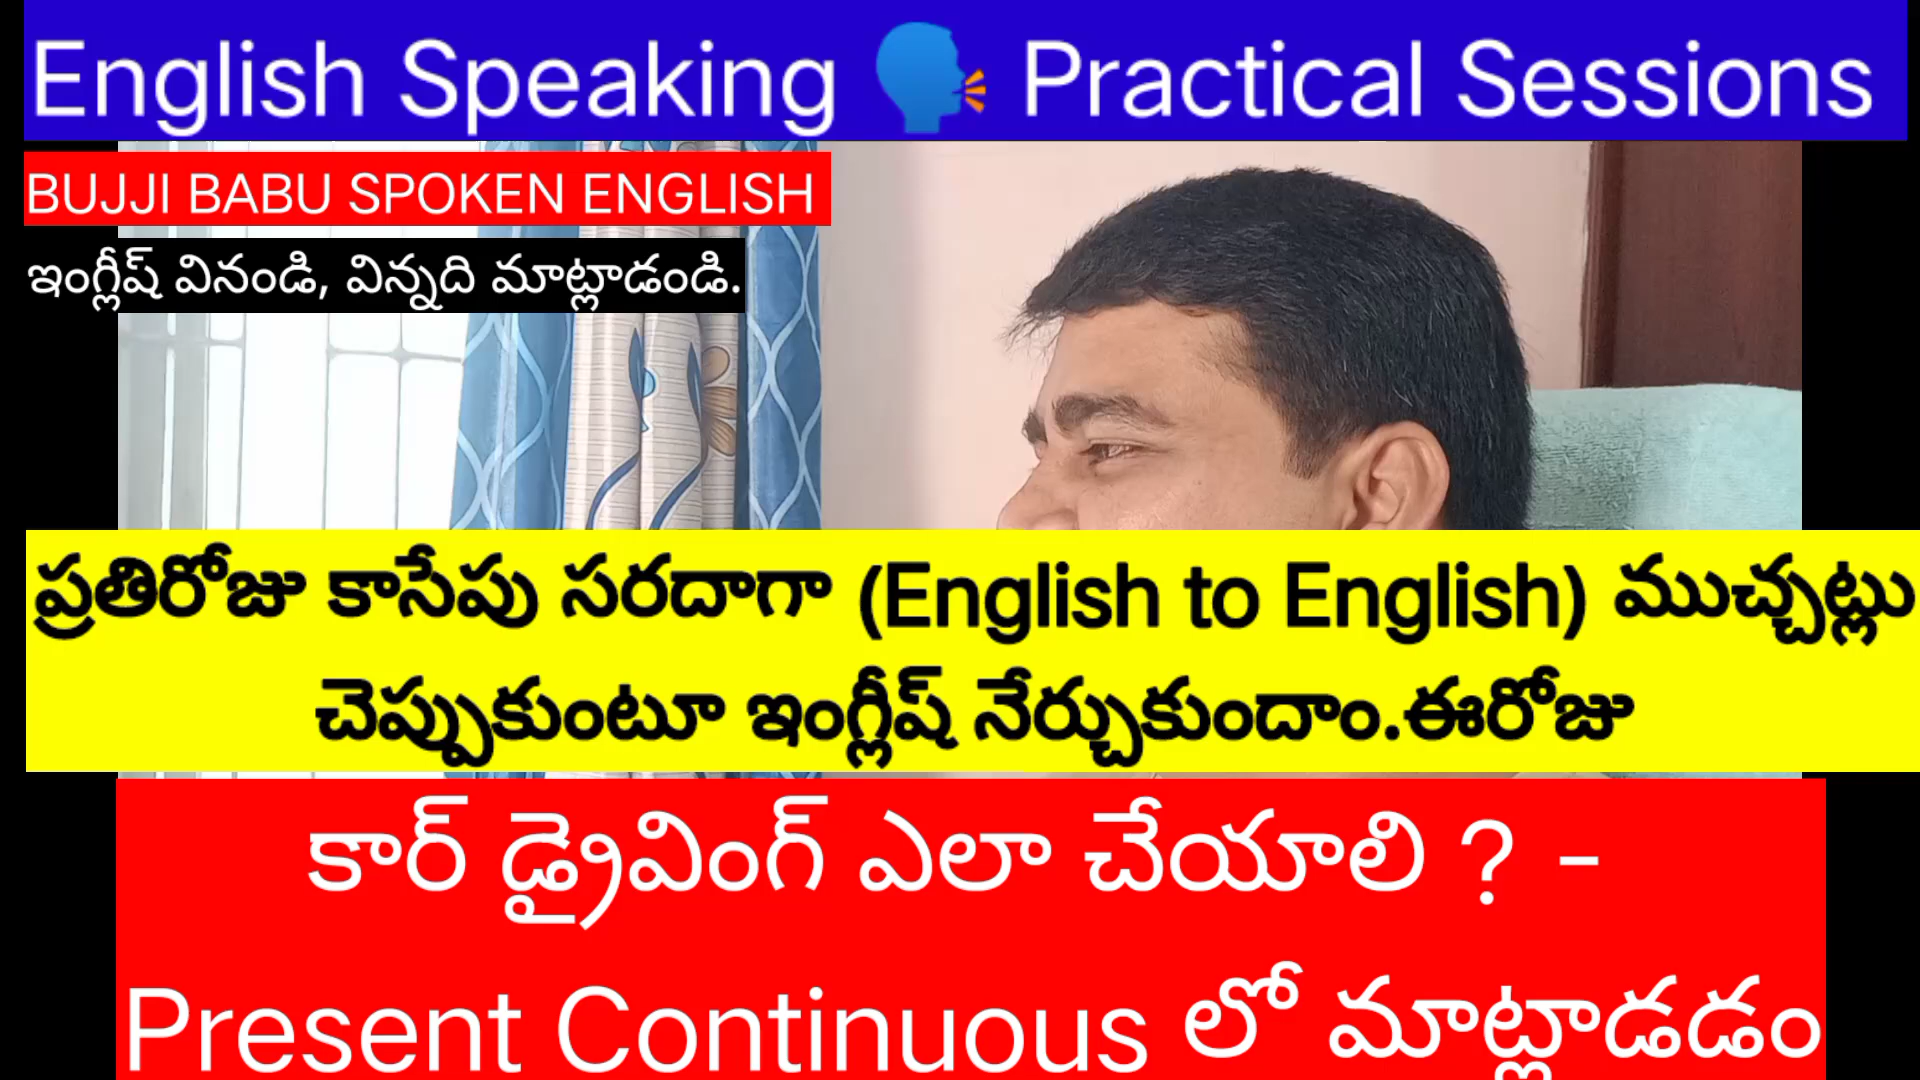 English Speaking 🗣 Practical Sessions
BUJJI BABU SPOKEN ENGLISH
ఇంగ్లీష్ వినండి, విన్నది మాట్లాడండి.
ప్రతిరోజు కాసేపు సరదాగా (English to English) ముచ్చట్లు
చెప్పుకుంటూ ఇంగ్లీష్ నేర్చుకుందాం.ఈరోజు
కార్ డ్రైవింగ్ ఎలా చేయాలి ? -
Present Continuous లో మాట్లాడడం